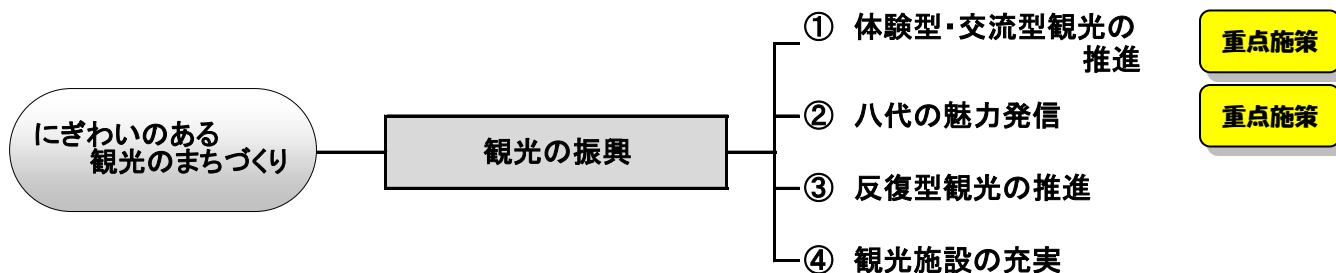 ① 体験型・交流型観光の
推進
重点施策
② 八代の魅力発信
重点施策
にぎわいのある
観光のまちづくり
観光の振興
③ 反復型観光の推進
④ 観光施設の充実